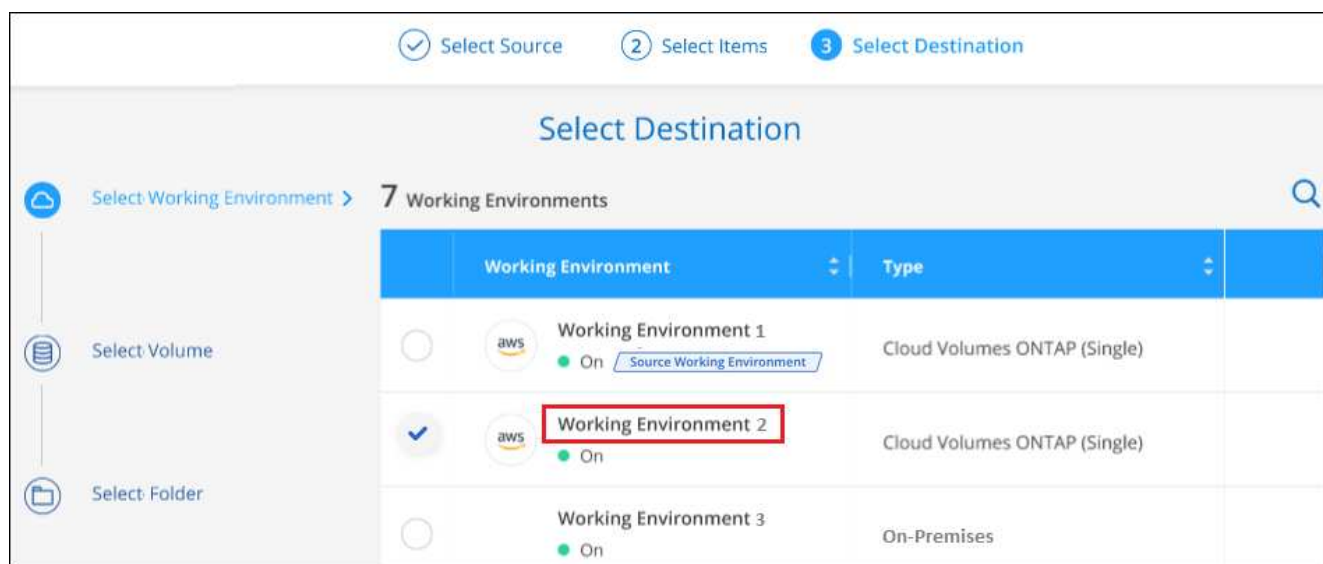 Select Source 2 Select Items 3 Select Destination
Select Destination
Select Working Environment > 7 Working Environments
Working Environment Type
Working Environment 1
aws
On Source Working Environment
Cloud Volumes ONTAP (Single)
Select Volume
Working Environment 2
aws
On
Cloud Volumes ONTAP (Single)
Select Folder
Working Environment 3
On
On-Premises